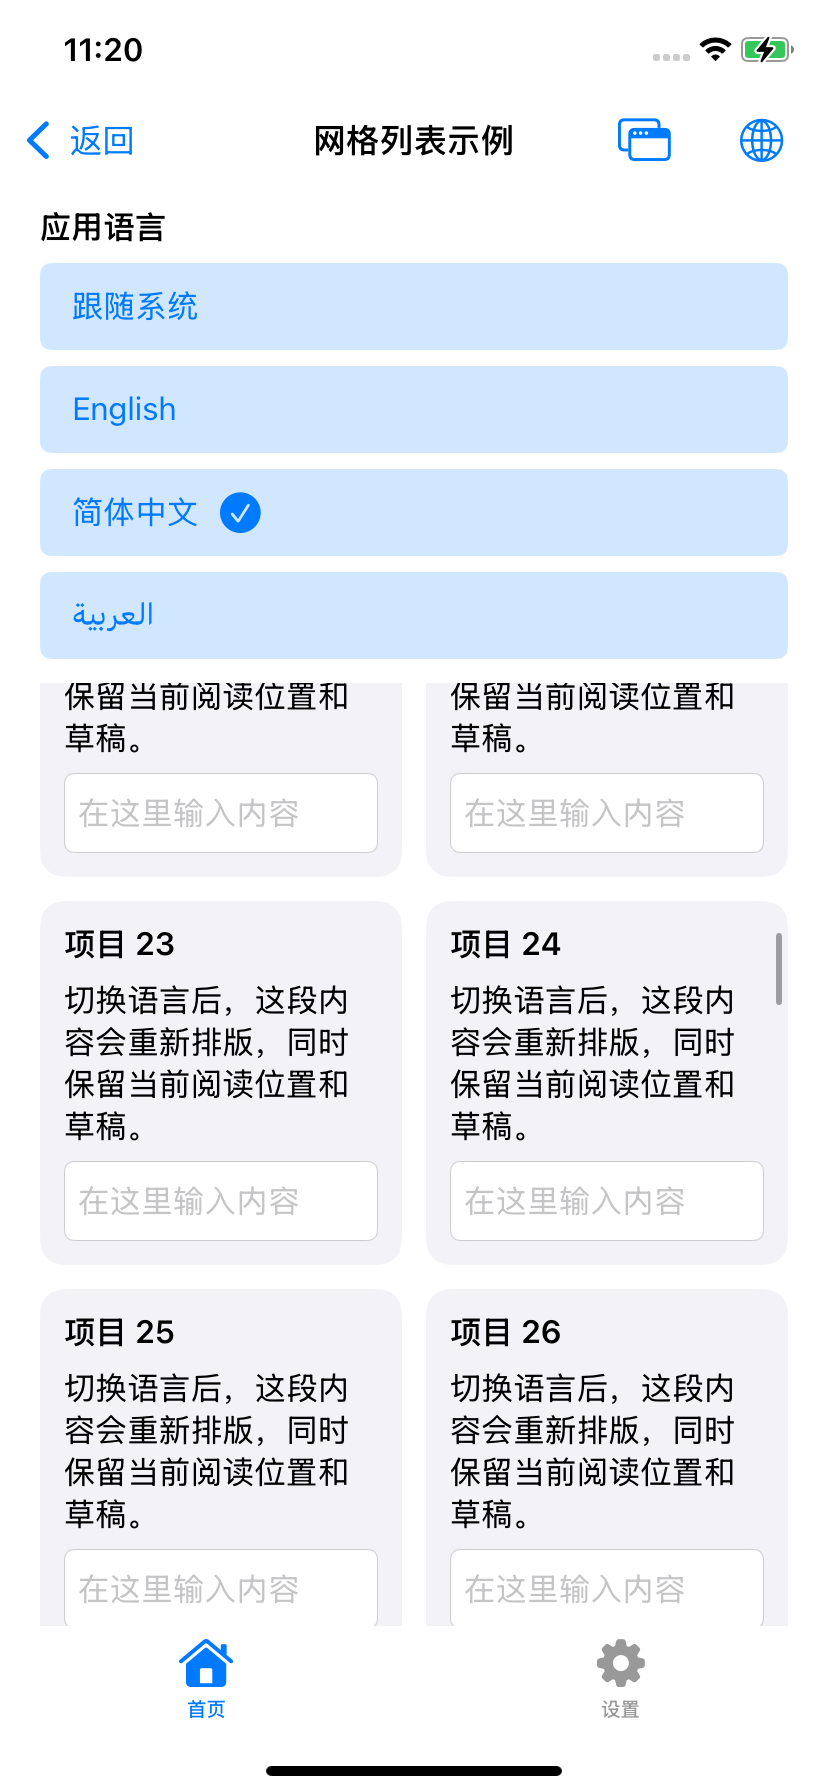 11:20
返回
网格列表示例
应用语言
跟随系统
English
简体中文
العربية
保留当前阅读位置和
草稿。
在这里输入内容
保留当前阅读位置和
草稿。
在这里输入内容
项目 23
切换语言后，这段内
容会重新排版，同时
保留当前阅读位置和
草稿。
在这里输入内容
项目 24
切换语言后，这段内
容会重新排版，同时
保留当前阅读位置和
草稿。
在这里输入内容
项目 25
切换语言后，这段内
容会重新排版，同时
保留当前阅读位置和
草稿。
在这里输入内容
项目 26
切换语言后，这段内
容会重新排版，同时
保留当前阅读位置和
草稿。
在这里输入内容
首页
设置